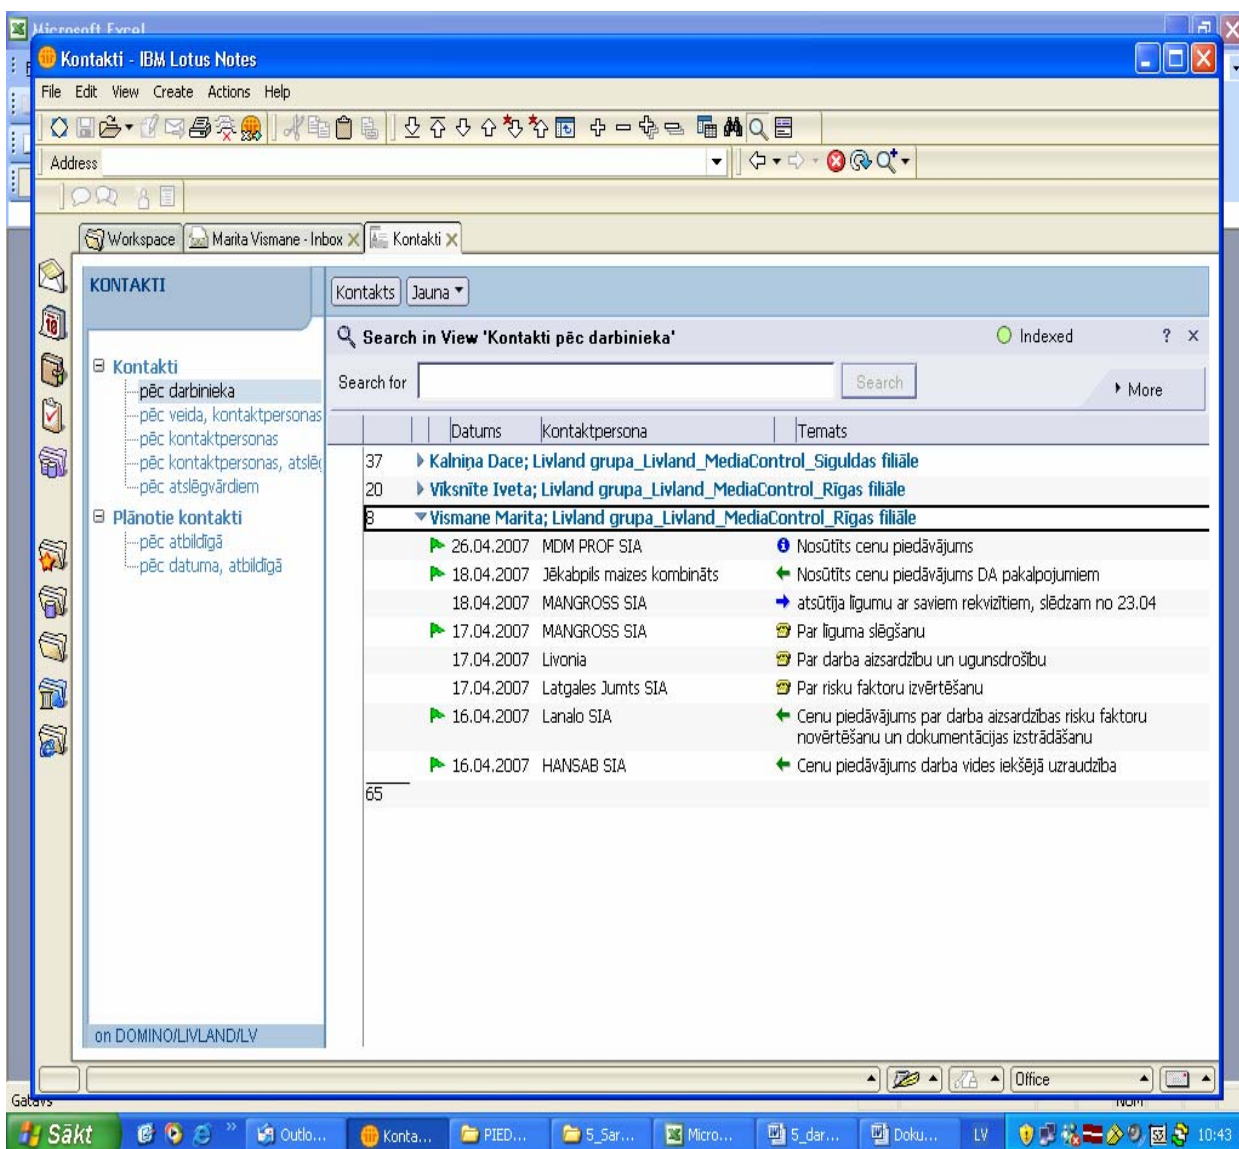 Microsoft Excel
Kontakti - IBM Lotus Notes
File Edit View Create Actions Help
Address
Workspace Marita Vismane - Inbox Kontakti
KONTAKTI
Kontakts Jauna
Search in View 'Kontakti pēc darbinieka' Indexed ? x
Search for Search More
Kontakti
pēc darbinieka
pēc veida, kontaktpersonas
pēc kontaktpersonas
pēc kontaktpersonas, atslēg
pēc atslēgvārdiem
Plānotie kontakti
pēc atbildīgā
pēc datuma, atbildīgā
Datums Kontaktpersona Temats
37 Kalniņa Dace; Livland grupa_Livland_MediaControl_Siguldas filiāle
20 Vīksnīte Iveta; Livland grupa_Livland_MediaControl_Rīgas filiāle
8 Vismane Marita; Livland grupa_Livland_MediaControl_Rīgas filiāle
26.04.2007 MDM PROF SIA Nosūtīts cenu piedāvājums
18.04.2007 Jēkabpils maizes kombināts Nosūtīts cenu piedāvājums DA pakalpojumiem
18.04.2007 MANGROSS SIA atsūtīja līgumu ar saviem rekvizītiem, slēdzam no 23.04
17.04.2007 MANGROSS SIA Par līguma slēgšanu
17.04.2007 Livonia Par darba aizsardzību un ugunsdrošību
17.04.2007 Latgales Jumts SIA Par risku faktoru izvērtēšanu
16.04.2007 Lanalo SIA Cenu piedāvājums par darba aizsardzības risku faktoru
novērtēšanu un dokumentācijas izstrādāšanu
16.04.2007 HANSAB SIA Cenu piedāvājums darba vides iekšējā uzraudzība
65
on DOMINO/LIVLAND/LV
Office
Gatavs NUM
Sākt Outlo... Konta... PIED... 5_Sar... Micro... 5_dar... Doku... LV 10:43